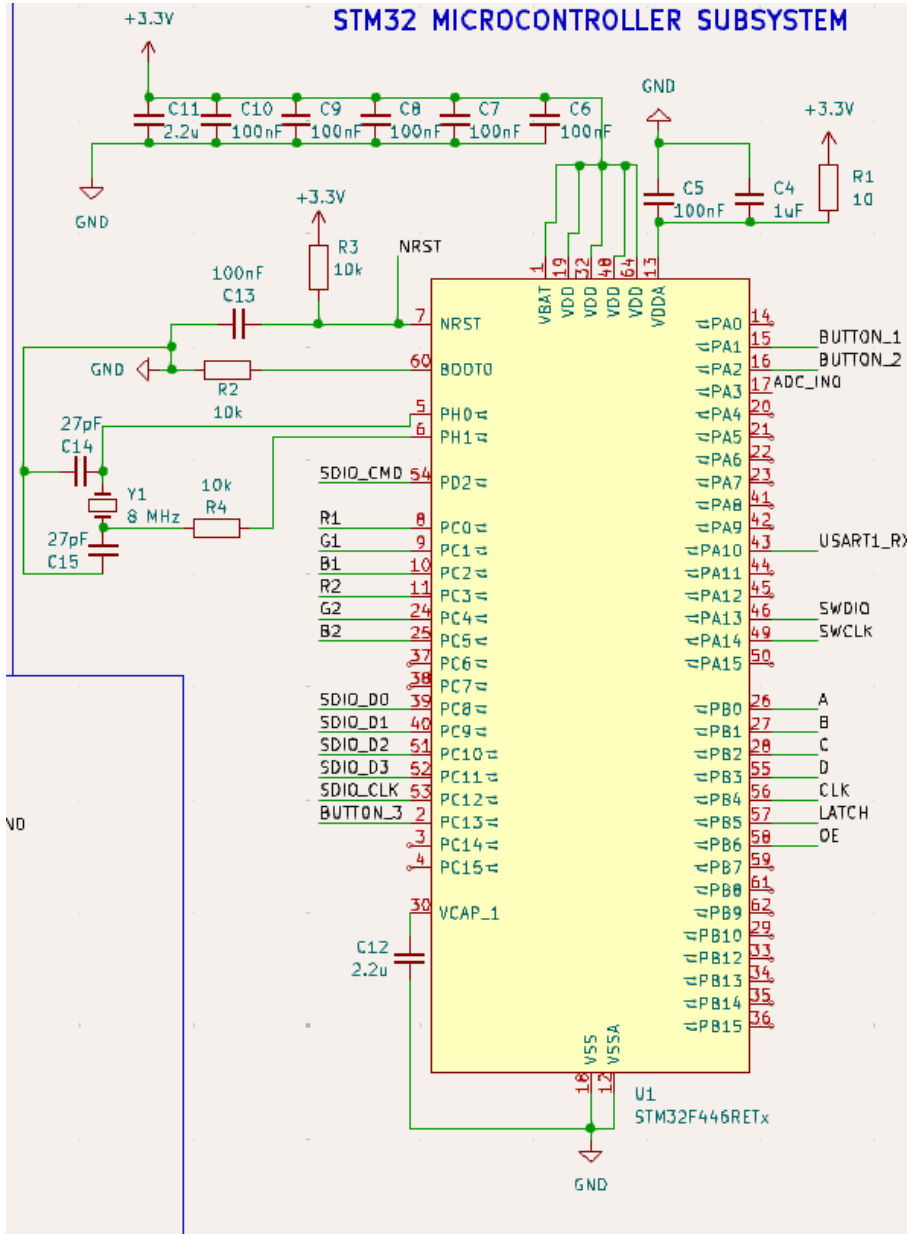 STM32 MICROCONTROLLER SUBSYSTEM
+3.3V
C11
2.2u
C10
100nF
C9
100nF
C8
100nF
C7
100nF
C6
100nF
GND
GND
+3.3V
C5
100nF
C4
1uF
R1
10
+3.3V
R3
10k
NRST
100nF
C13
GND
R2
10k
27pF
C14
Y1
8 MHz
10k
R4
27pF
C15
1 VBAT
19 VDD
32 VDD
48 VDD
64 VDD
13 VDDA
7 NRST
60 BOOT0
5 PH0
6 PH1
SDIO_CMD 54 PD2
R1 8 PC0
G1 9 PC1
B1 10 PC2
R2 11 PC3
G2 24 PC4
B2 25 PC5
37 PC6
38 PC7
SDIO_D0 39 PC8
SDIO_D1 40 PC9
SDIO_D2 51 PC10
SDIO_D3 52 PC11
SDIO_CLK 53 PC12
BUTTON_3 2 PC13
3 PC14
4 PC15
30 VCAP_1
C12
2.2u
PA0 14
PA1 15 BUTTON_1
PA2 16 BUTTON_2
PA3 17 ADC_IN0
PA4 20
PA5 21
PA6 22
PA7 23
PA8 41
PA9 42
PA10 43 USART1_RX
PA11 44
PA12 45
PA13 46 SWDIO
PA14 49 SWCLK
PA15 50
PB0 26 A
PB1 27 B
PB2 28 C
PB3 55 D
PB4 56 CLK
PB5 57 LATCH
PB6 58 OE
PB7 59
PB8 61
PB9 62
PB10 29
PB12 33
PB13 34
PB14 35
PB15 36
VSS 18
VSSA 12
U1
STM32F446RETx
GND